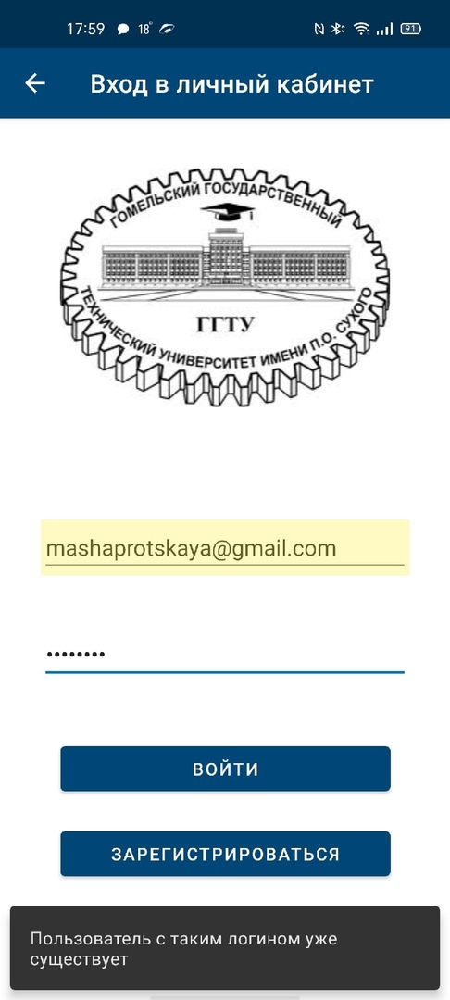 17:59 18°
91
Вход в личный кабинет
ГОМЕЛЬСКИЙ ГОСУДАРСТВЕННЫЙ
ГГТУ
ТЕХНИЧЕСКИЙ УНИВЕРСИТЕТ ИМЕНИ П.О. СУХОГО
mashaprotskaya@gmail.com
••••••••
ВОЙТИ
ЗАРЕГИСТРИРОВАТЬСЯ
Пользователь с таким логином уже
существует